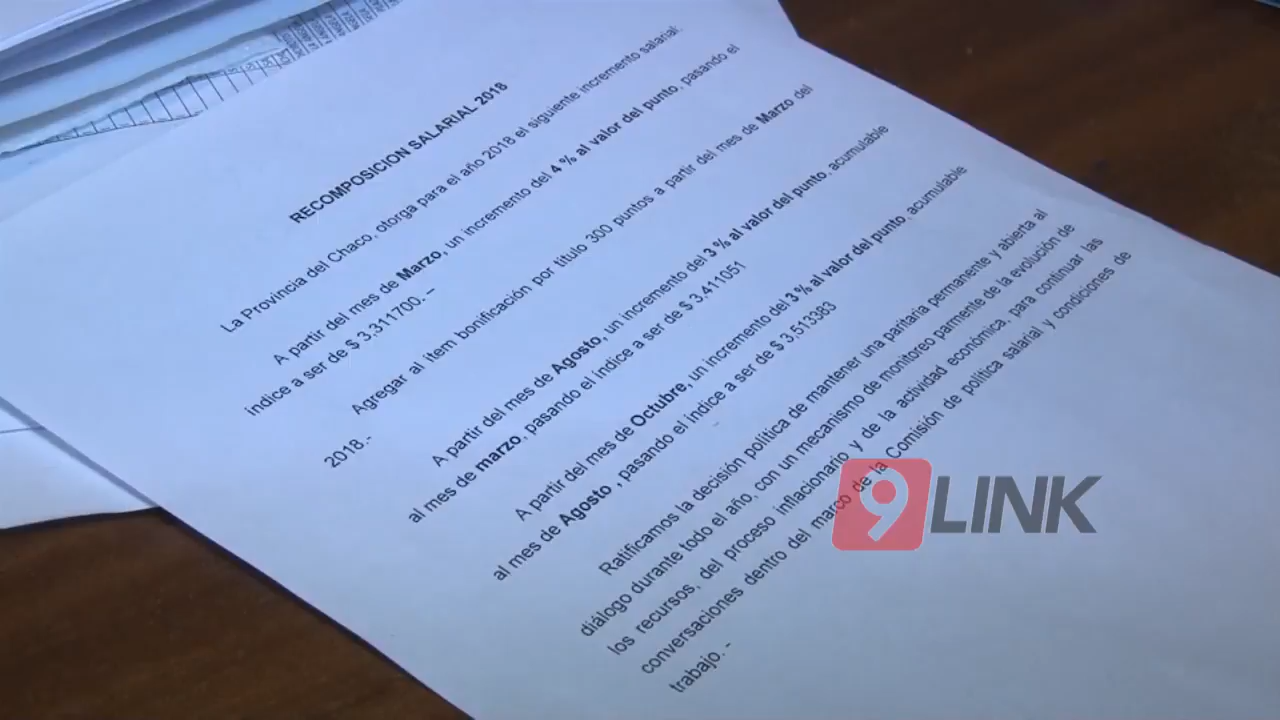 RECOMPOSICION SALARIAL 2018
La Provincia del Chaco, otorga para el año 2018 el siguiente incremento salarial:
A partir del mes de Marzo, un incremento del 4 % al valor del punto, pasando el
índice a ser de $ 3,311700. –
Agregar al ítem bonificación por título 300 puntos a partir del mes de Marzo del
2018.-
A partir del mes de Agosto, un incremento del 3 % al valor del punto, acumulable
al mes de marzo, pasando el índice a ser de $ 3,411051
A partir del mes de Octubre, un incremento del 3 % al valor del punto, acumulable
al mes de Agosto , pasando el índice a ser de $ 3,513383
Ratificamos la decisión política de mantener una paritaria permanente y abierta al
diálogo durante todo el año, con un mecanismo de monitoreo parmente de la evolución de
los recursos, del proceso inflacionario y de la actividad económica, para continuar las
conversaciones dentro del marco de la Comisión de política salarial y condiciones de
trabajo. -
9 LINK